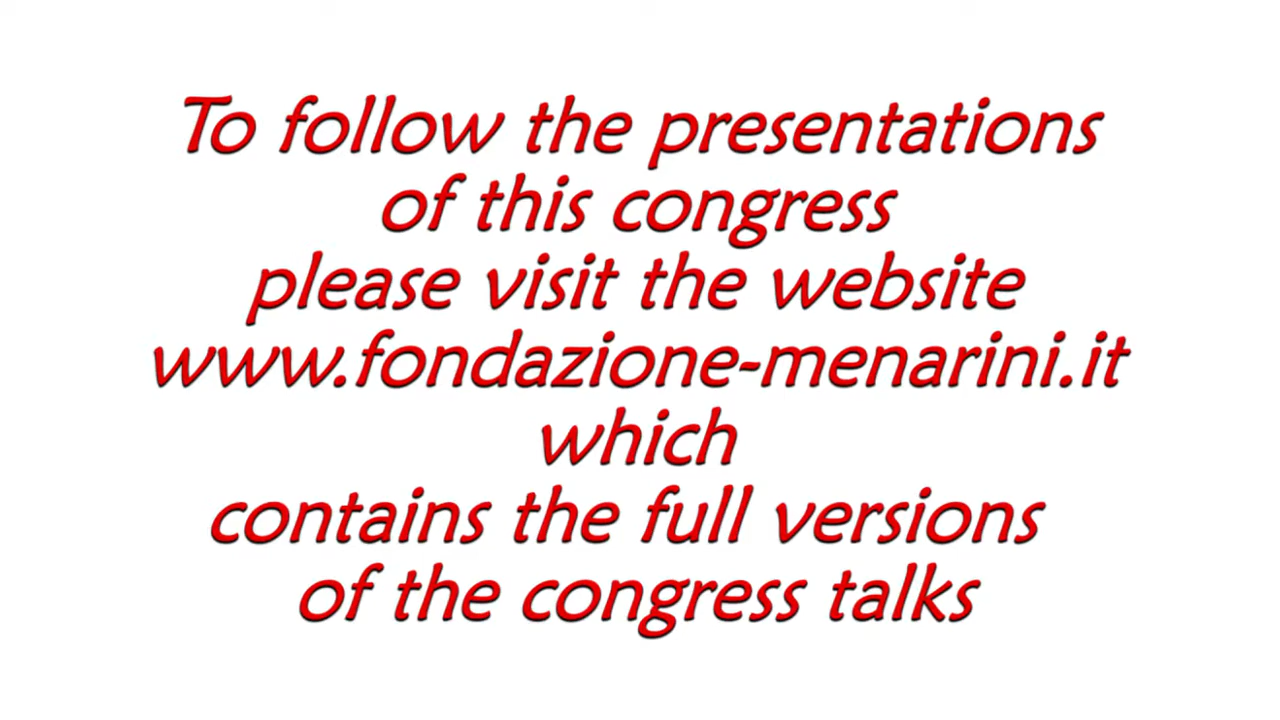 To follow the presentations
of this congress
please visit the website
www.fondazione-menarini.it
which
contains the full versions
of the congress talks